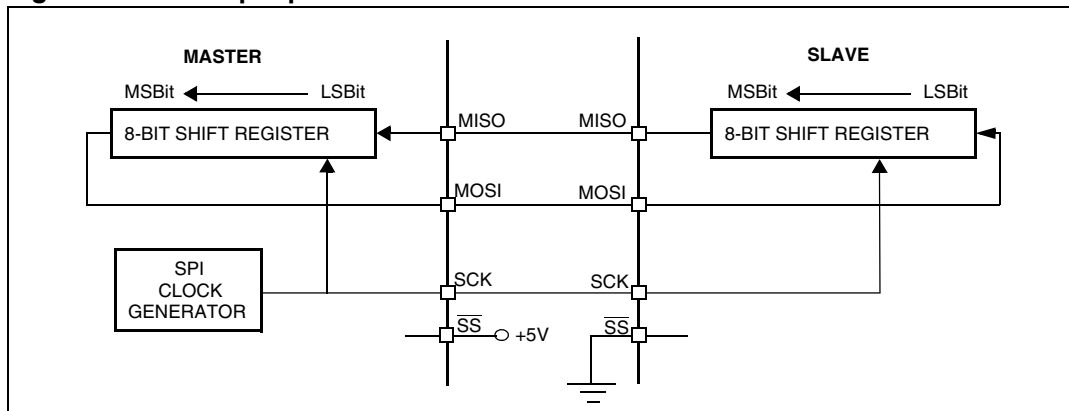 MASTER
SLAVE
MSBit LSBit
MSBit LSBit
8-BIT SHIFT REGISTER
MISO
MISO
8-BIT SHIFT REGISTER
MOSI
MOSI
SPI
CLOCK
GENERATOR
SCK
SCK
SS
+5V
SS